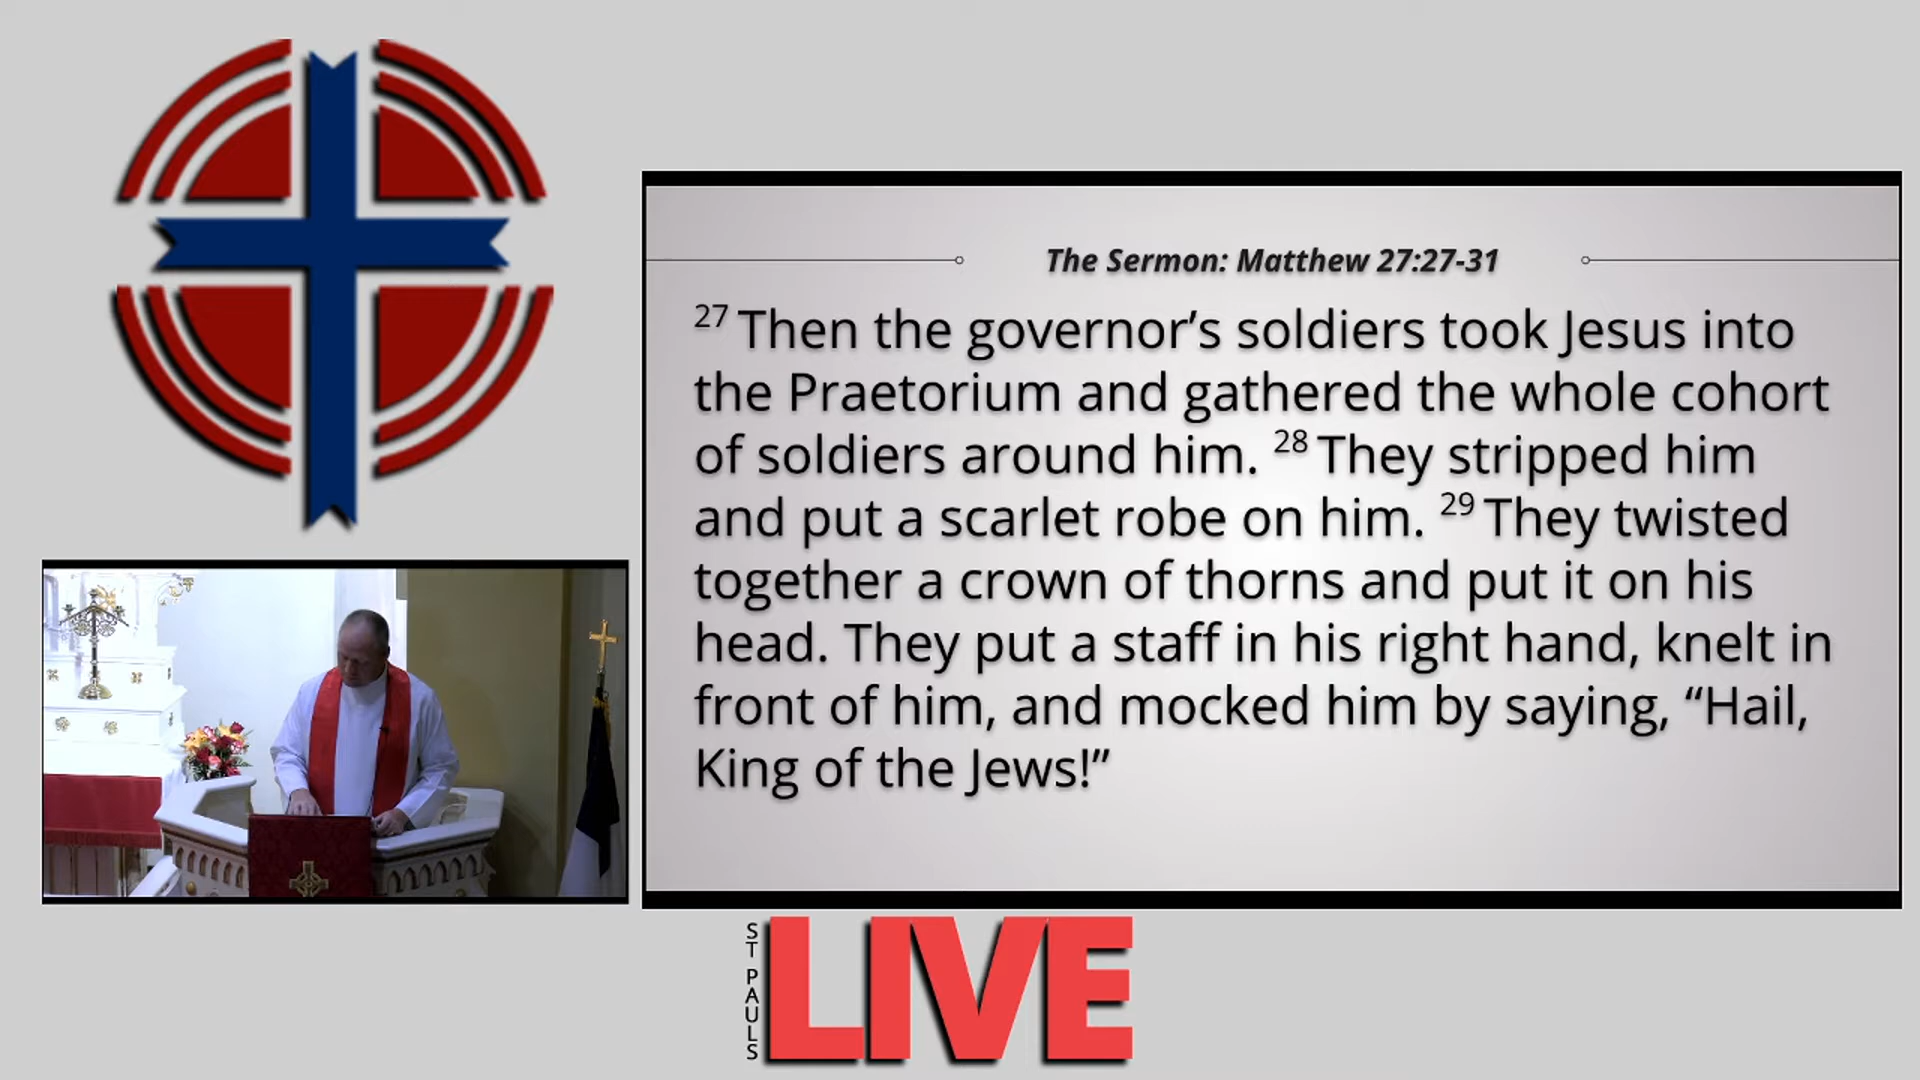 The Sermon: Matthew 27:27-31
27 Then the governor’s soldiers took Jesus into
the Praetorium and gathered the whole cohort
of soldiers around him. 28 They stripped him
and put a scarlet robe on him. 29 They twisted
together a crown of thorns and put it on his
head. They put a staff in his right hand, knelt in
front of him, and mocked him by saying, “Hail,
King of the Jews!”
ST PAULS
LIVE